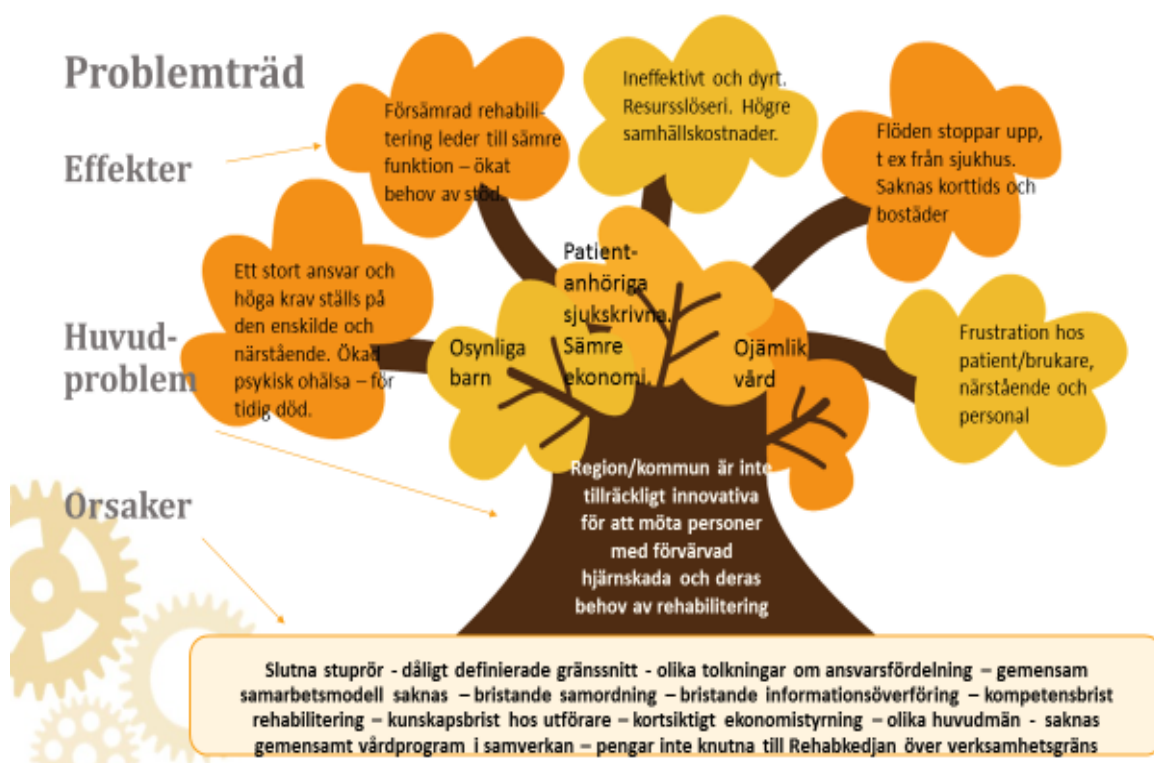 Problemträd
Effekter
Huvud-
problem
Orsaker
Försämrad rehabili-
tering leder till sämre
funktion – ökat
behov av stöd.
Ineffektivt och dyrt.
Resursslöseri. Högre
samhällskostnader.
Flöden stoppar upp,
t ex från sjukhus.
Saknas korttids och
bostäder
Ett stort ansvar och
höga krav ställs på
den enskilde och
närstående. Ökad
psykisk ohälsa – för
tidig död.
Osynliga
barn
Patient-
anhöriga
sjukskrivna.
Sämre
ekonomi.
Ojämlik
vård
Frustration hos
patient/brukare,
närstående och
personal
Region/kommun är inte
tillräckligt innovativa
för att möta personer
med förvärvad
hjärnskada och deras
behov av rehabilitering
Slutna stuprör - dåligt definierade gränssnitt - olika tolkningar om ansvarsfördelning – gemensam
samarbetsmodell saknas – bristande samordning – bristande informationsöverföring – kompetensbrist
rehabilitering – kunskapsbrist hos utförare – kortsiktigt ekonomistyrning – olika huvudmän - saknas
gemensamt vårdprogram i samverkan – pengar inte knutna till Rehabkedjan över verksamhetsgräns